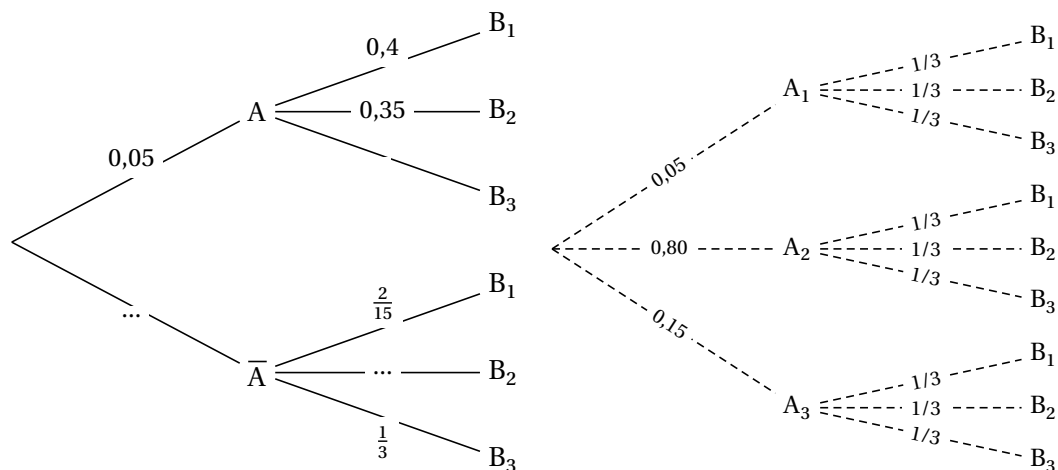 B₁
0,4
A
0,35
B₂
0,05
B₃
...
B₁
2/15
A̅
...
B₂
1/3
B₃
B₁
1/3
A₁
1/3
B₂
1/3
B₃
0,05
B₁
1/3
0,80
A₂
1/3
B₂
1/3
B₃
0,15
B₁
1/3
A₃
1/3
B₂
1/3
B₃